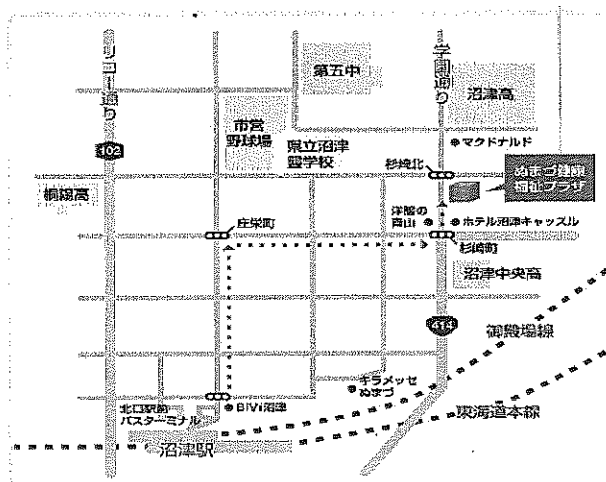 リコー通り
学園通り
第五中
沼津高
市営
野球場
県立沼津
聾学校
マクドナルド
杉崎北
102
桐陽高
洋服の
青山
ホテル沼津キャッスル
庄栄町
杉崎町
沼津中央高
414
御殿場線
キラメッセ
ぬまづ
東海道本線
北口駅前
バスターミナル
BiVi沼津
沼津駅